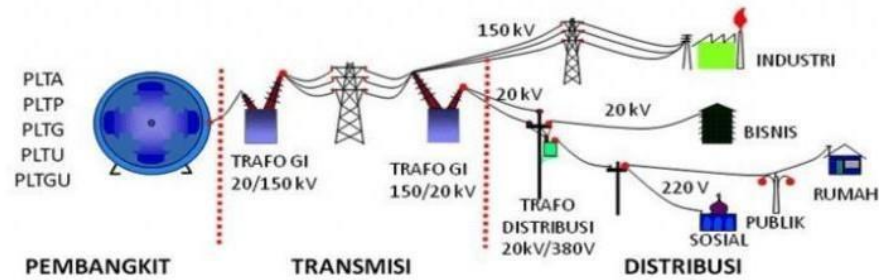 PLTA
PLTP
PLTG
PLTU
PLTGU
TRAFO GI
20/150 kV
TRAFO GI
150/20 kV
150 kV
INDUSTRI
20 kV
20 kV
BISNIS
TRAFO
DISTRIBUSI
20kV/380V
220 V
RUMAH
PUBLIK
SOSIAL
PEMBANGKIT
TRANSMISI
DISTRIBUSI